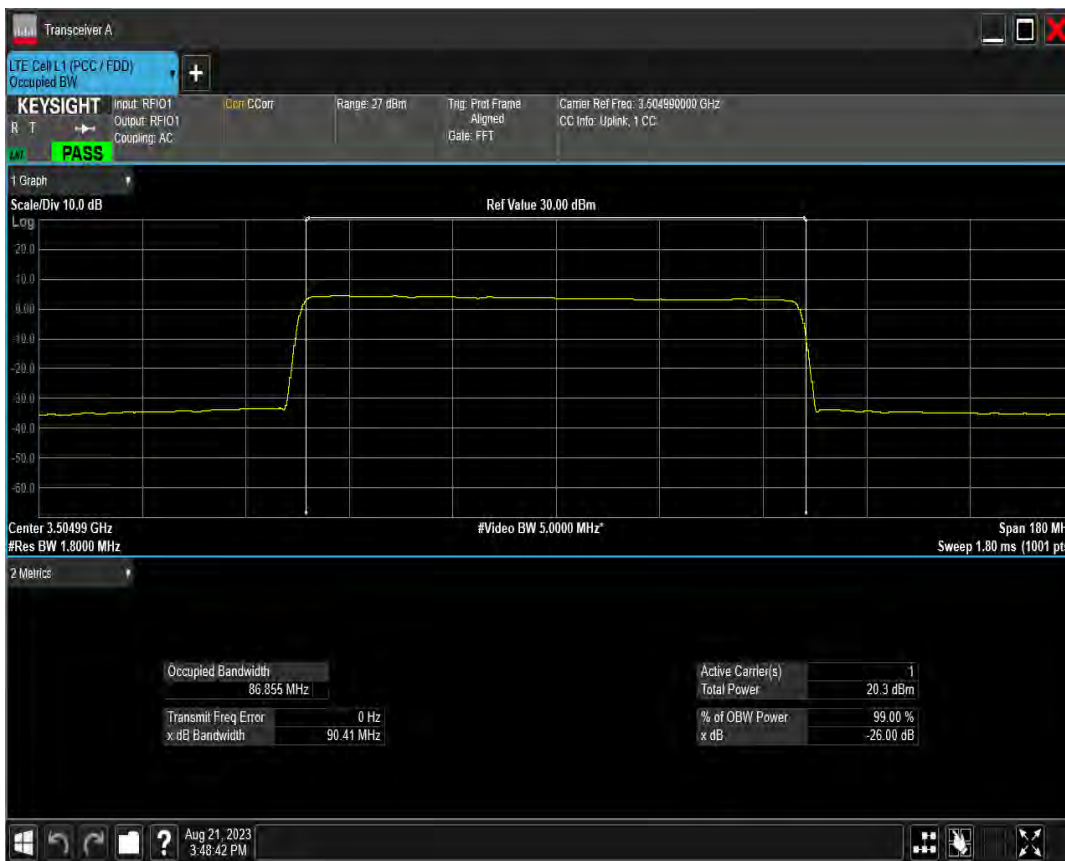 Transceiver A
LTE Cell L1 (PCC / FDD)
Occupied BW
+
KEYSIGHT
R T
PASS
Input: RFIO1
Output: RFIO1
Coupling: AC
Corr CCorr
Range: 27 dBm
Trig: Prot Frame
Aligned
Gate: FFT
Carrier Ref Freq: 3.504990000 GHz
CC Info: Uplink, 1 CC
1 Graph
Scale/Div 10.0 dB
Ref Value 30.00 dBm
Log
20.0
10.0
0.00
-10.0
-20.0
-30.0
-40.0
-50.0
-60.0
Center 3.50499 GHz
#Video BW 5.0000 MHz*
Span 180 MH
#Res BW 1.8000 MHz
Sweep 1.80 ms (1001 pts
2 Metrics
Occupied Bandwidth
86.855 MHz
Transmit Freq Error 0 Hz
x dB Bandwidth 90.41 MHz
Active Carrier(s) 1
Total Power 20.3 dBm
% of OBW Power 99.00 %
x dB -26.00 dB
?
Aug 21, 2023
3:48:42 PM